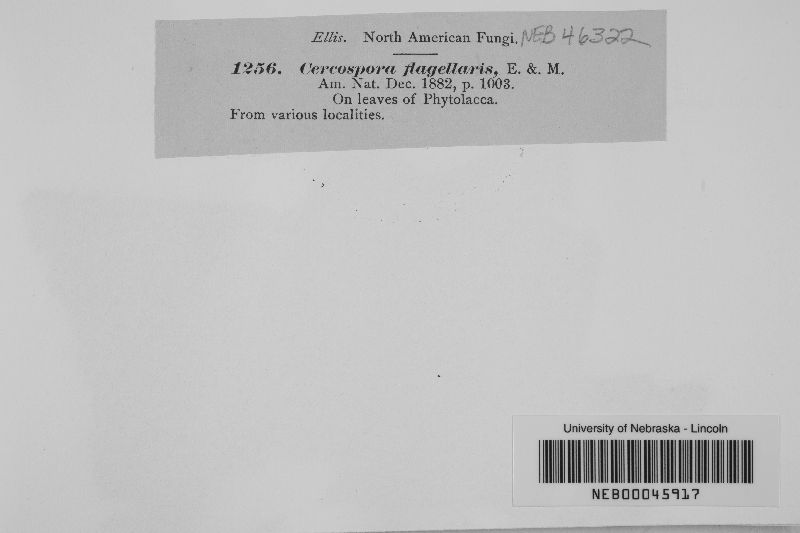 Ellis. North American Fungi. NEB 46322
1256. Cercospora flagellaris, E. & M.
Am. Nat. Dec. 1882, p. 1003.
On leaves of Phytolacca.
From various localities.
University of Nebraska - Lincoln
NEB00045917